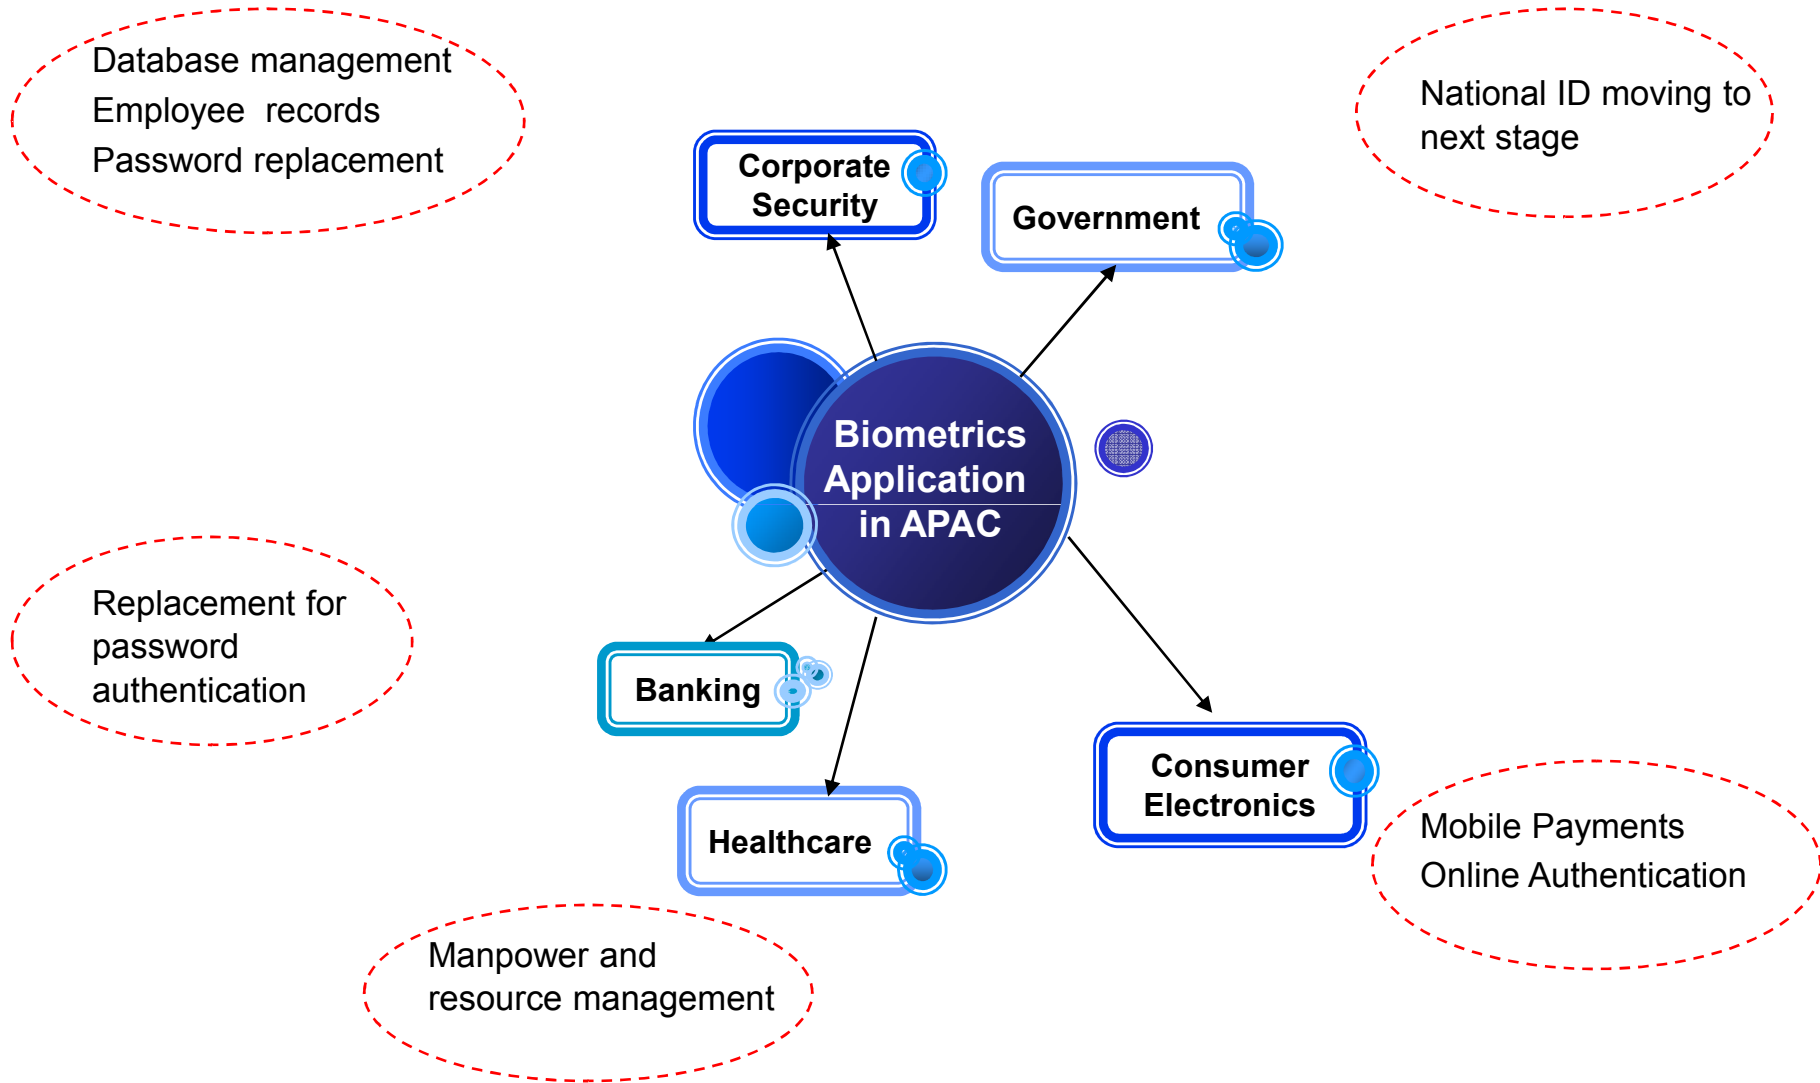 Database management
Employee  records
Password replacement
National ID moving to
next stage
Corporate
Security
Government
Biometrics
Application
in APAC
Replacement for
password
authentication
Banking
Consumer
Electronics
Healthcare
Mobile Payments
Online Authentication
Manpower and
resource management